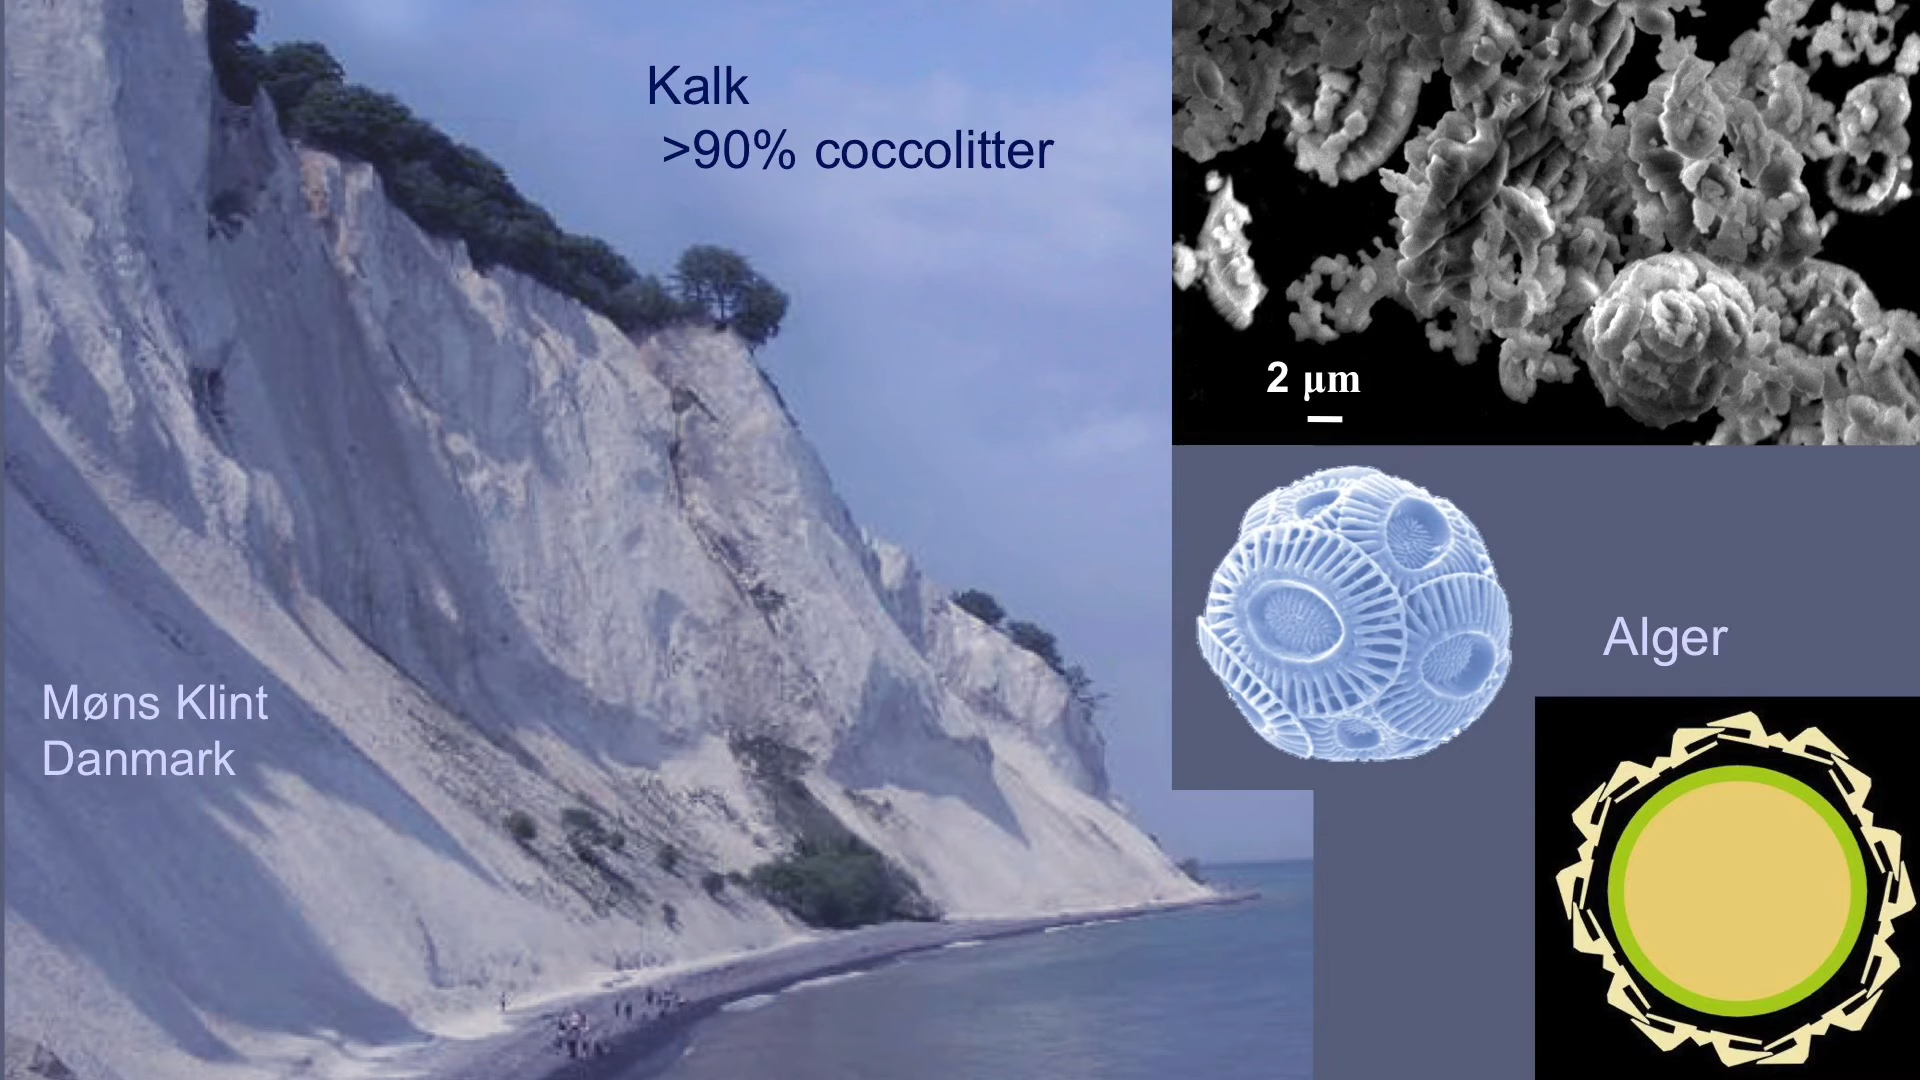 Kalk
>90% coccolitter
2 µm
Alger
Møns Klint
Danmark